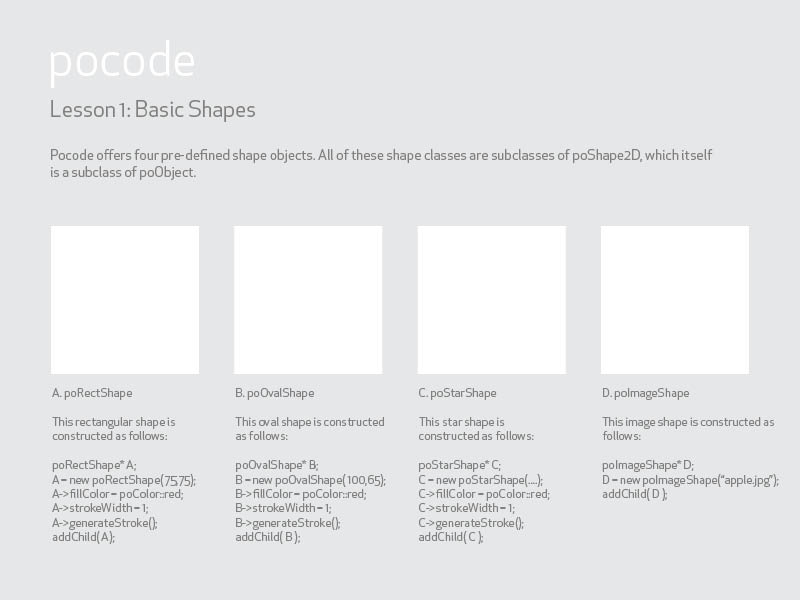 pocode
Lesson 1: Basic Shapes
Pocode offers four pre-defined shape objects. All of these shape classes are subclasses of poShape2D, which itself
is a subclass of poObject.
A. poRectShape
This rectangular shape is
constructed as follows:
poRectShape* A;
A = new poRectShape(75,75);
A->fillColor = poColor::red;
A->strokeWidth = 1;
A->generateStroke();
addChild( A );
B. poOvalShape
This oval shape is constructed
as follows:
poOvalShape* B;
B = new poOvalShape( 100,65);
B->fillColor = poColor::red;
B->strokeWidth = 1;
B->generateStroke();
addChild( B );
C. poStarShape
This star shape is
constructed as follows:
poStarShape* C;
C = new poStarShape(....);
C->fillColor = poColor::red;
C->strokeWidth = 1;
C->generateStroke();
addChild( C );
D. poImageShape
This image shape is constructed as
follows:
poImageShape* D;
D = new poImageShape(“apple.jpg”);
addChild( D );